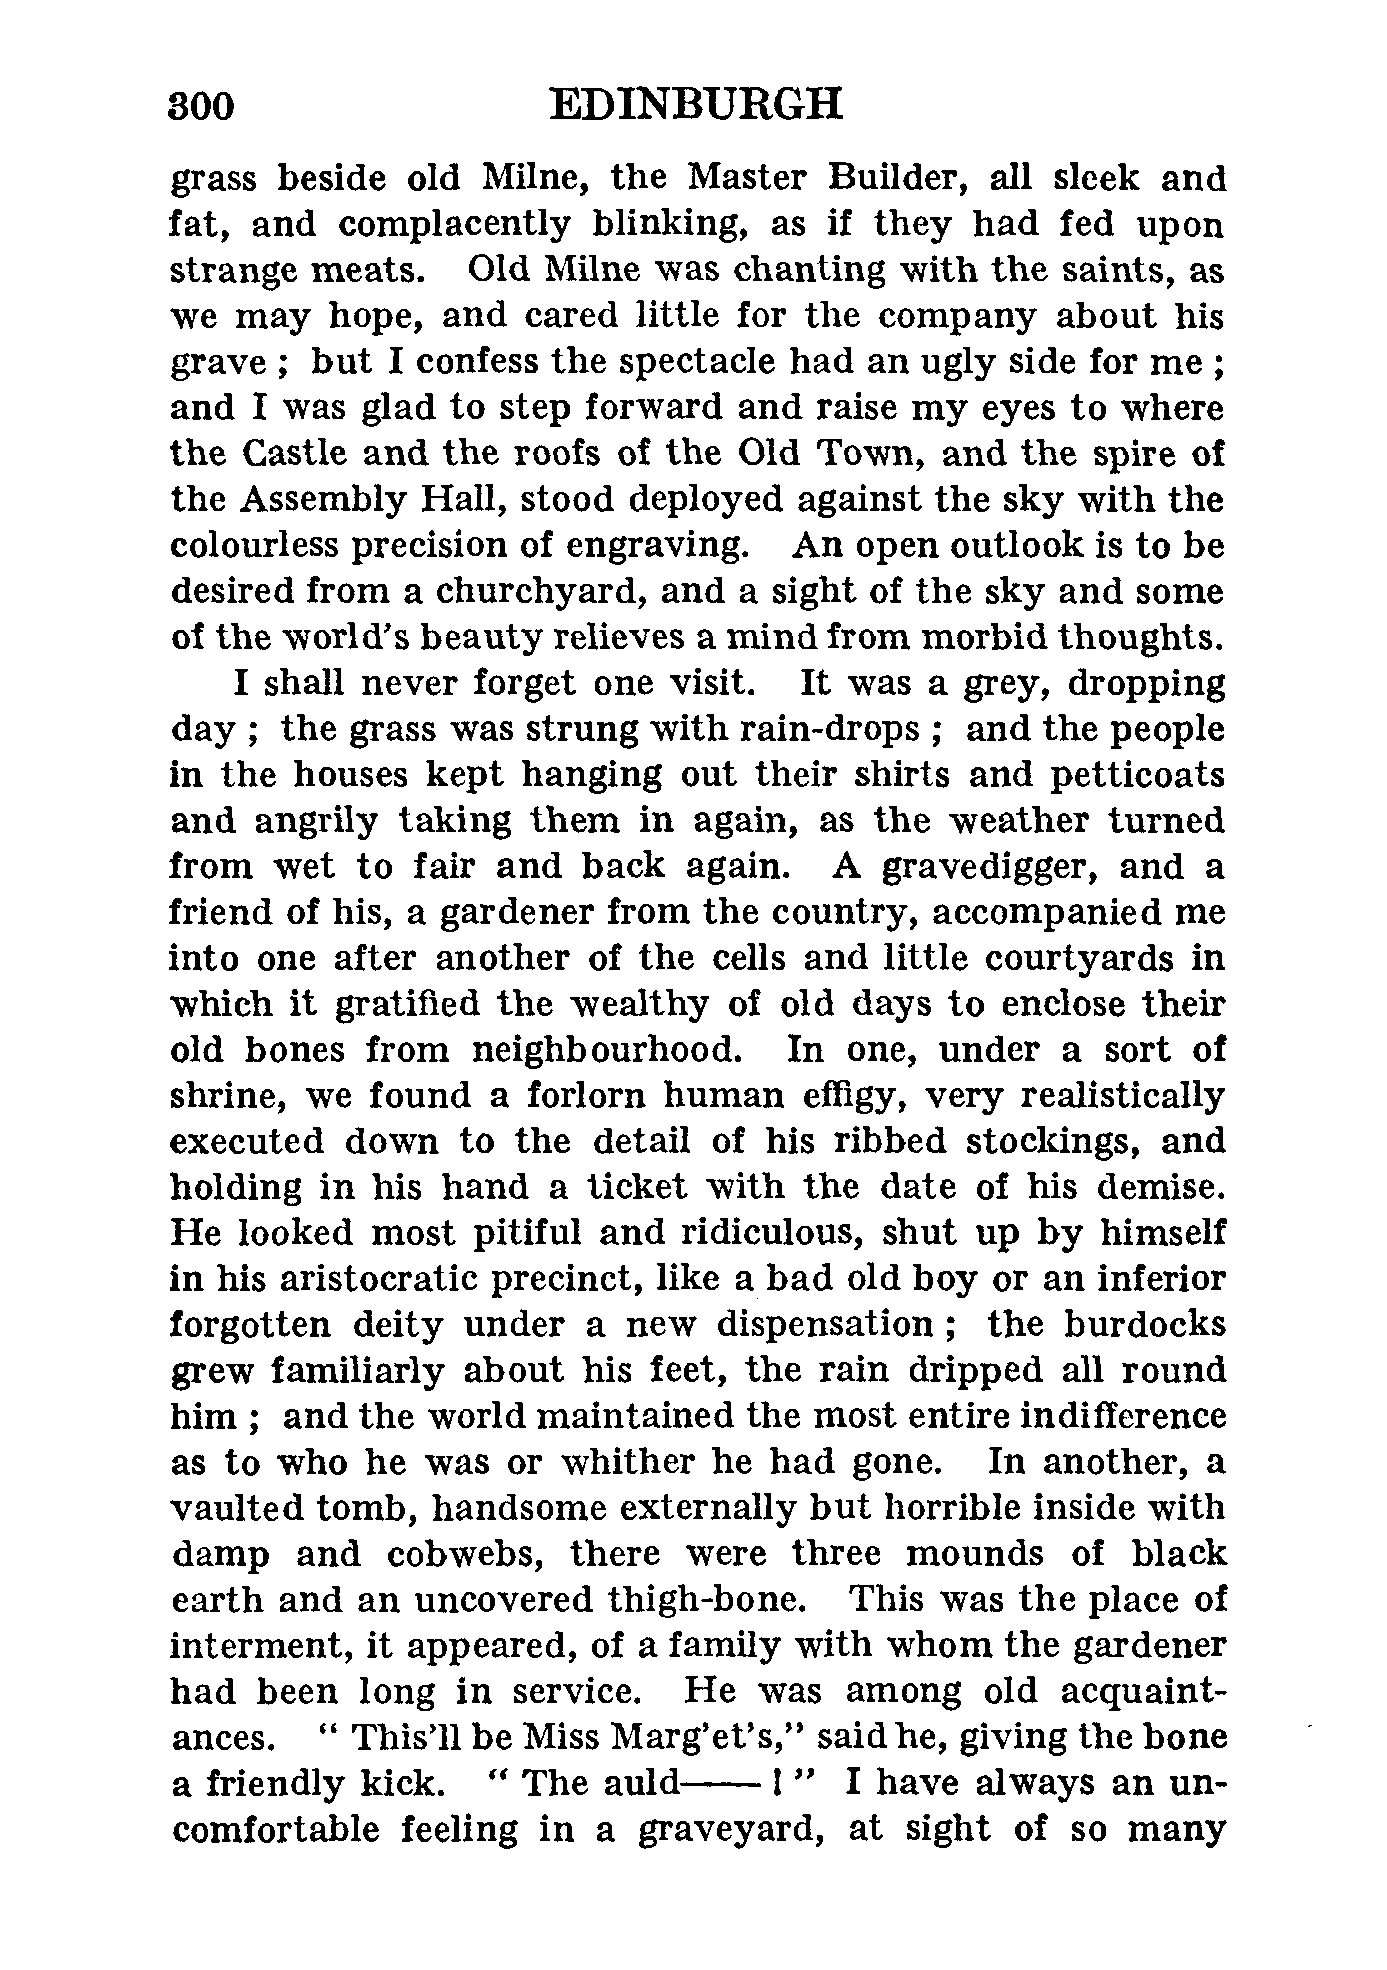 300 EDINBURGH
grass beside old Milne, the Master Builder, all sleek and
fat, and complacently blinking, as if they had fed upon
strange meats. Old Milne was chanting with the saints, as
we may hope, and cared little for the company about his
grave ; but I confess the spectacle had an ugly side for me ;
and I was glad to step forward and raise my eyes to where
the Castle and the roofs of the Old Town, and the spire of
the Assembly Hall, stood deployed against the sky with the
colourless precision of engraving. An open outlook is to be
desired from a churchyard, and a sight of the sky and some
of the world's beauty relieves a mind from morbid thoughts.
I shall never forget one visit. It was a grey, dropping
day ; the grass was strung with rain-drops ; and the people
in the houses kept hanging out their shirts and petticoats
and angrily taking them in again, as the weather turned
from wet to fair and back again. A gravedigger, and a
friend of his, a gardener from the country, accompanied me
into one after another of the cells and little courtyards in
which it gratified the wealthy of old days to enclose their
old bones from neighbourhood. In one, under a sort of
shrine, we found a forlorn human effigy, very realistically
executed down to the detail of his ribbed stockings, and
holding in his hand a ticket with the date of his demise.
He looked most pitiful and ridiculous, shut up by himself
in his aristocratic precinct, like a bad old boy or an inferior
forgotten deity under a new dispensation ; the burdocks
grew familiarly about his feet, the rain dripped all round
him ; and the world maintained the most entire indifference
as to who he was or whither he had gone. In another, a
vaulted tomb, handsome externally but horrible inside with
damp and cobwebs, there were three mounds of black
earth and an uncovered thigh-bone. This was the place of
interment, it appeared, of a family with whom the gardener
had been long in service. He was among old acquaint-
ances. “ This'll be Miss Marg'et's,” said he, giving the bone
a friendly kick. “ The auld—— ! ” I have always an un-
comfortable feeling in a graveyard, at sight of so many